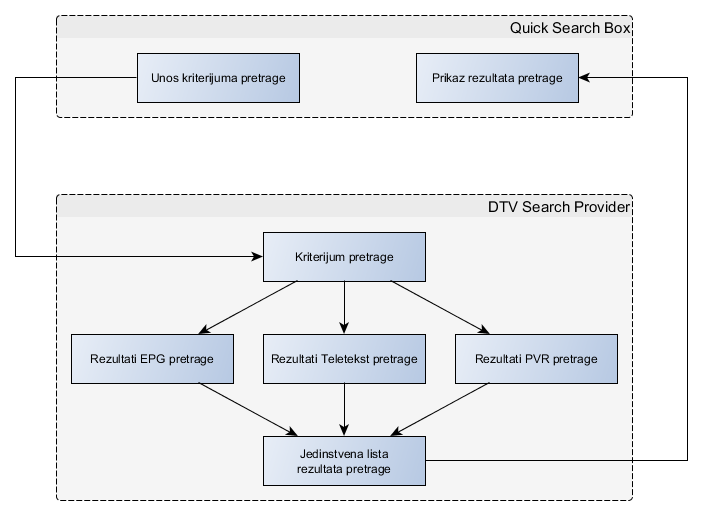 Quick Search Box
Unos kriterijuma pretrage
Prikaz rezultata pretrage
DTV Search Provider
Kriterijum pretrage
Rezultati EPG pretrage
Rezultati Teletekst pretrage
Rezultati PVR pretrage
Jedinstvena lista
rezultata pretrage